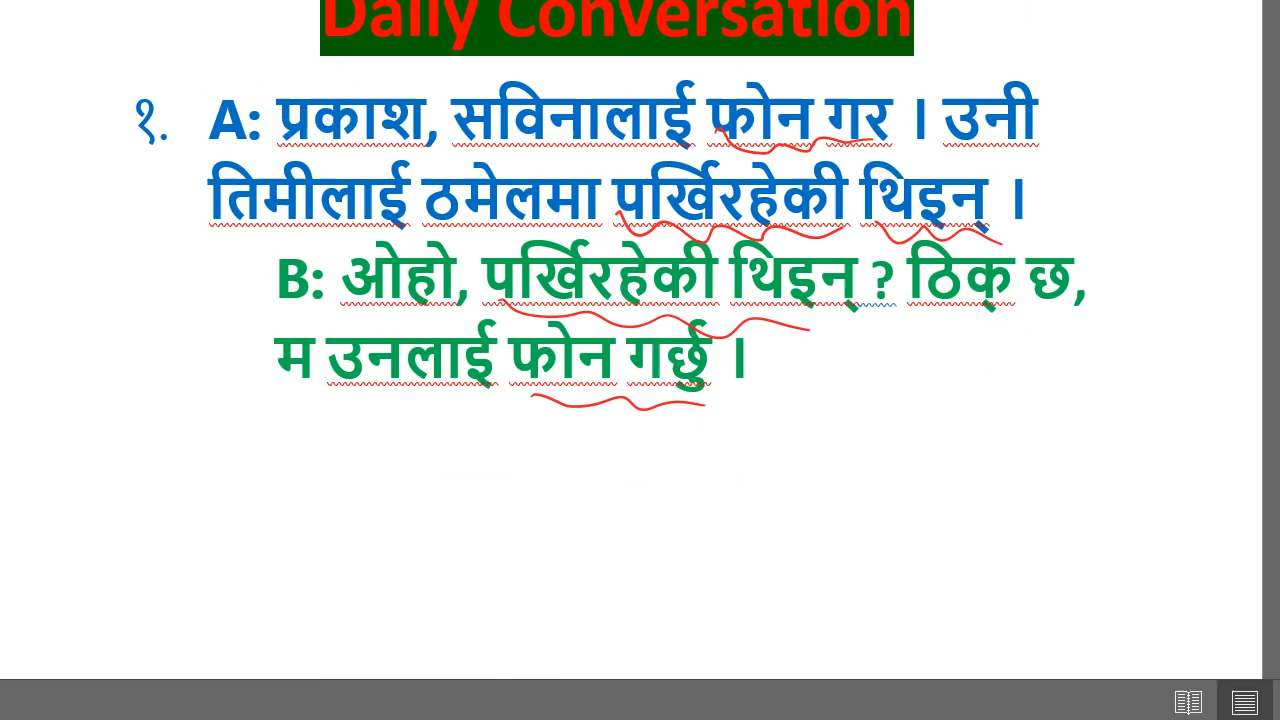 Daily Conversation
१. A: प्रकाश, सविनालाई फोन गर । उनी
तिमीलाई ठमेलमा पर्खिरहेकी थिइन् ।
B: ओहो, पर्खिरहेकी थिइन् ? ठिक् छ,
म उनलाई फोन गर्छु ।